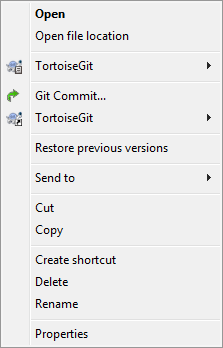 Open
Open file location
TortoiseGit
Git Commit...
TortoiseGit
Restore previous versions
Send to
Cut
Copy
Create shortcut
Delete
Rename
Properties